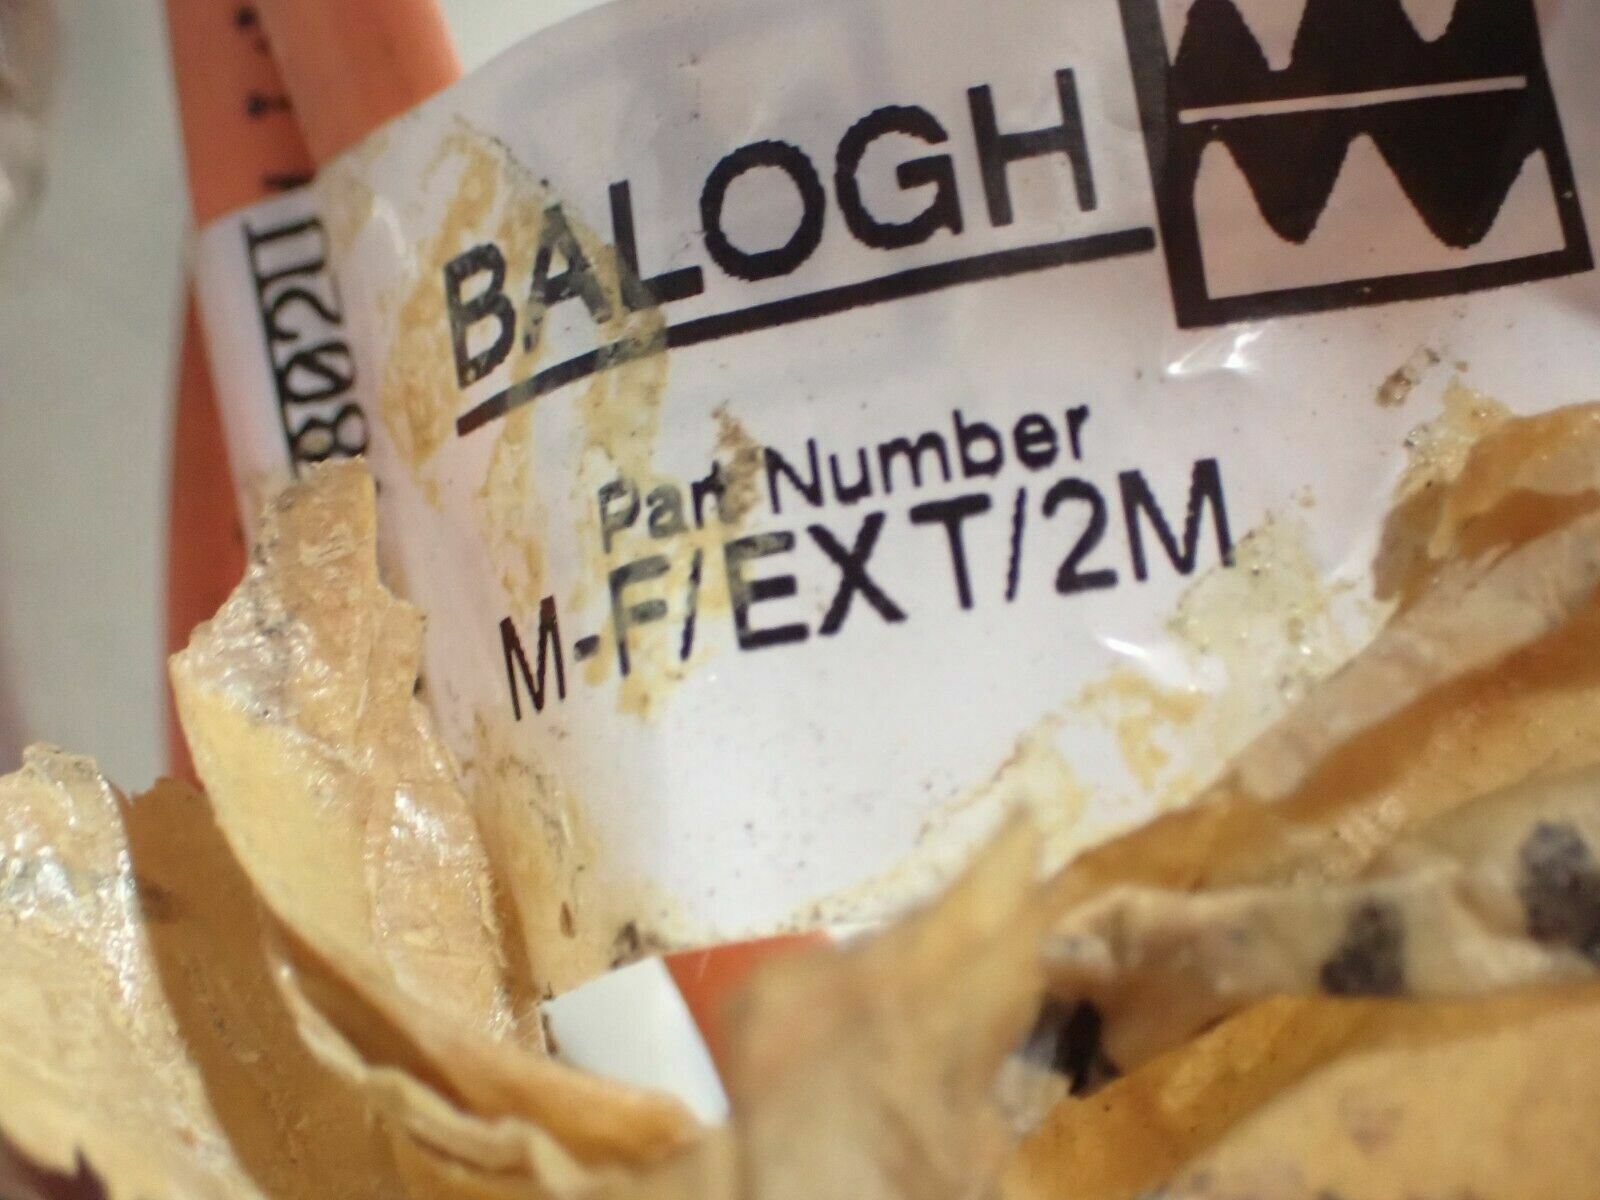 BALOGH
Part Number
M-F/EXT/2M